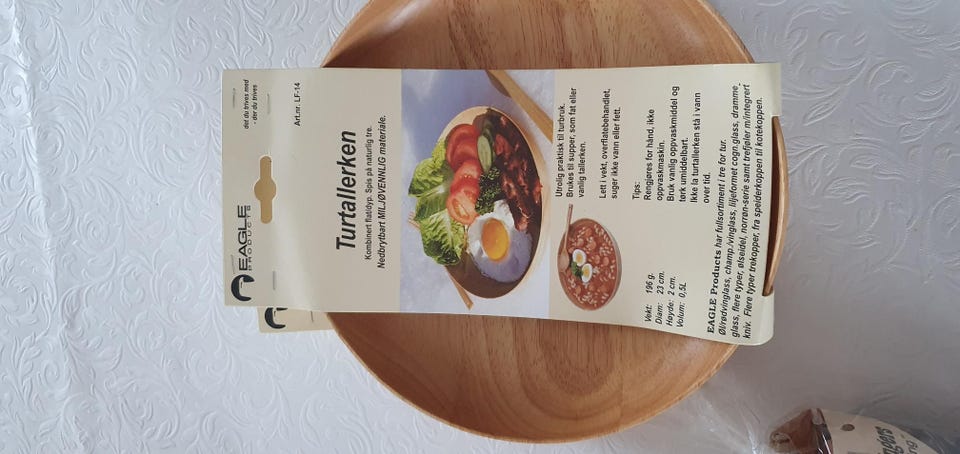 det du trives med
- der du trives
Art.nr. LF-14
EAGLE
PRODUCTS
Turtallerken
Kombinert flat/dyp. Spis på naturlig tre.
Nedbrytbart MILJØVENNLIG materiale.
Utrolig praktisk til turbruk.
Brukes til supper, som fat eller
vanlig tallerken.
Lett i vekt, overflatebehandlet,
suger ikke vann eller fett.
Tips:
Rengjøres for hånd, ikke
oppvaskmaskin.
Bruk vanlig oppvaskmiddel og
tørk umiddelbart.
Ikke la turtallerken stå i vann
over tid.
Vekt: 196 g.
Diam: 23 cm.
Høyde: 2 cm.
Volum: 0,5L
EAGLE Products har fullsortiment i tre for tur.
Øl/rødvinglass, champ./vinglass, liljeformet cogn.glass, dramme
glass, flere typer, ølseidel, norrøn-serie samt trefjøler m/integrert
kniv. Flere typer trekopper, fra speiderkoppen til kotekoppen.